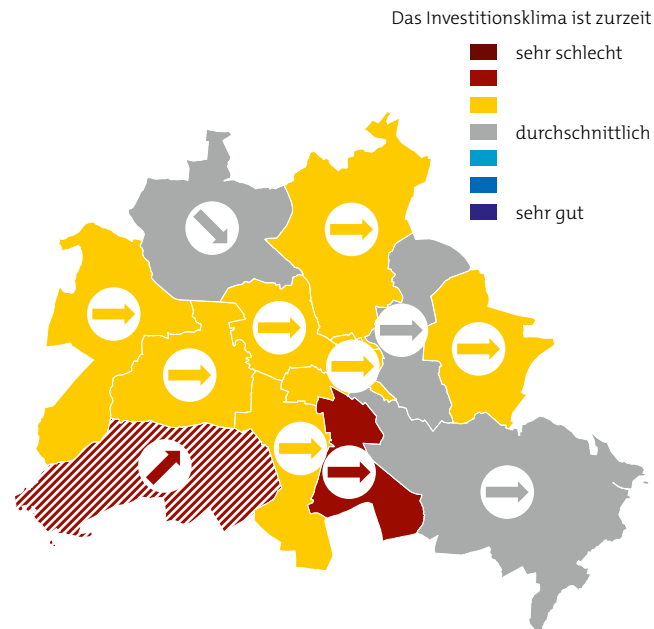 Das Investitionsklima ist zurzeit
sehr schlecht
durchschnittlich
sehr gut